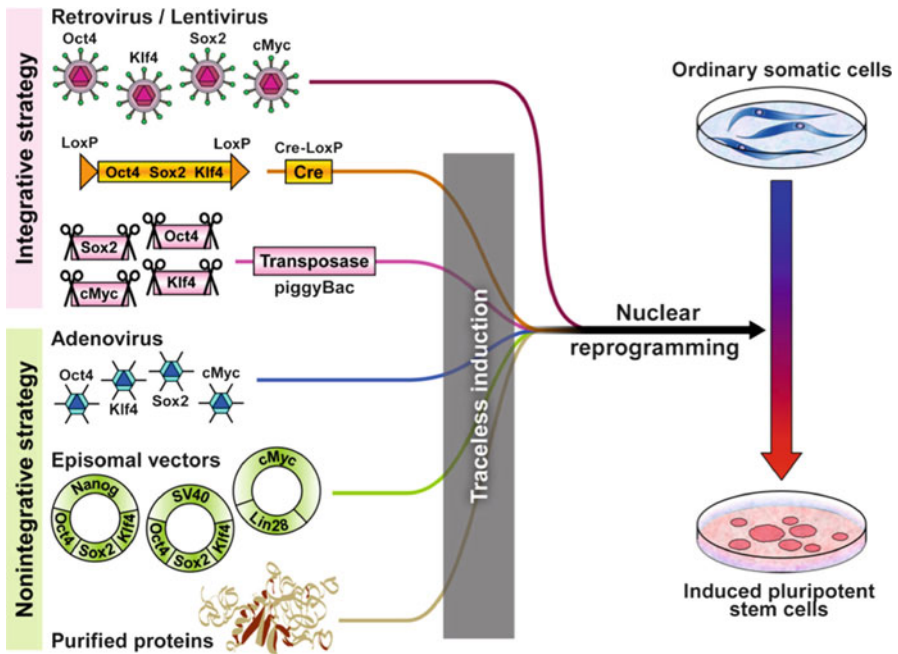 Integrative strategy
Retrovirus / Lentivirus
Oct4
Klf4
Sox2
cMyc
LoxP
LoxP
Oct4 Sox2 Klf4
Cre-LoxP
Cre
Sox2
Oct4
cMyc
Klf4
Transposase
piggyBac
Nonintegrative strategy
Adenovirus
Oct4
Klf4
Sox2
cMyc
Episomal vectors
Nanog
Oct4
Sox2
Klf4
SV40
Oct4
Sox2
Klf4
cMyc
Lin28
Purified proteins
Traceless induction
Nuclear
reprogramming
Ordinary somatic cells
Induced pluripotent
stem cells